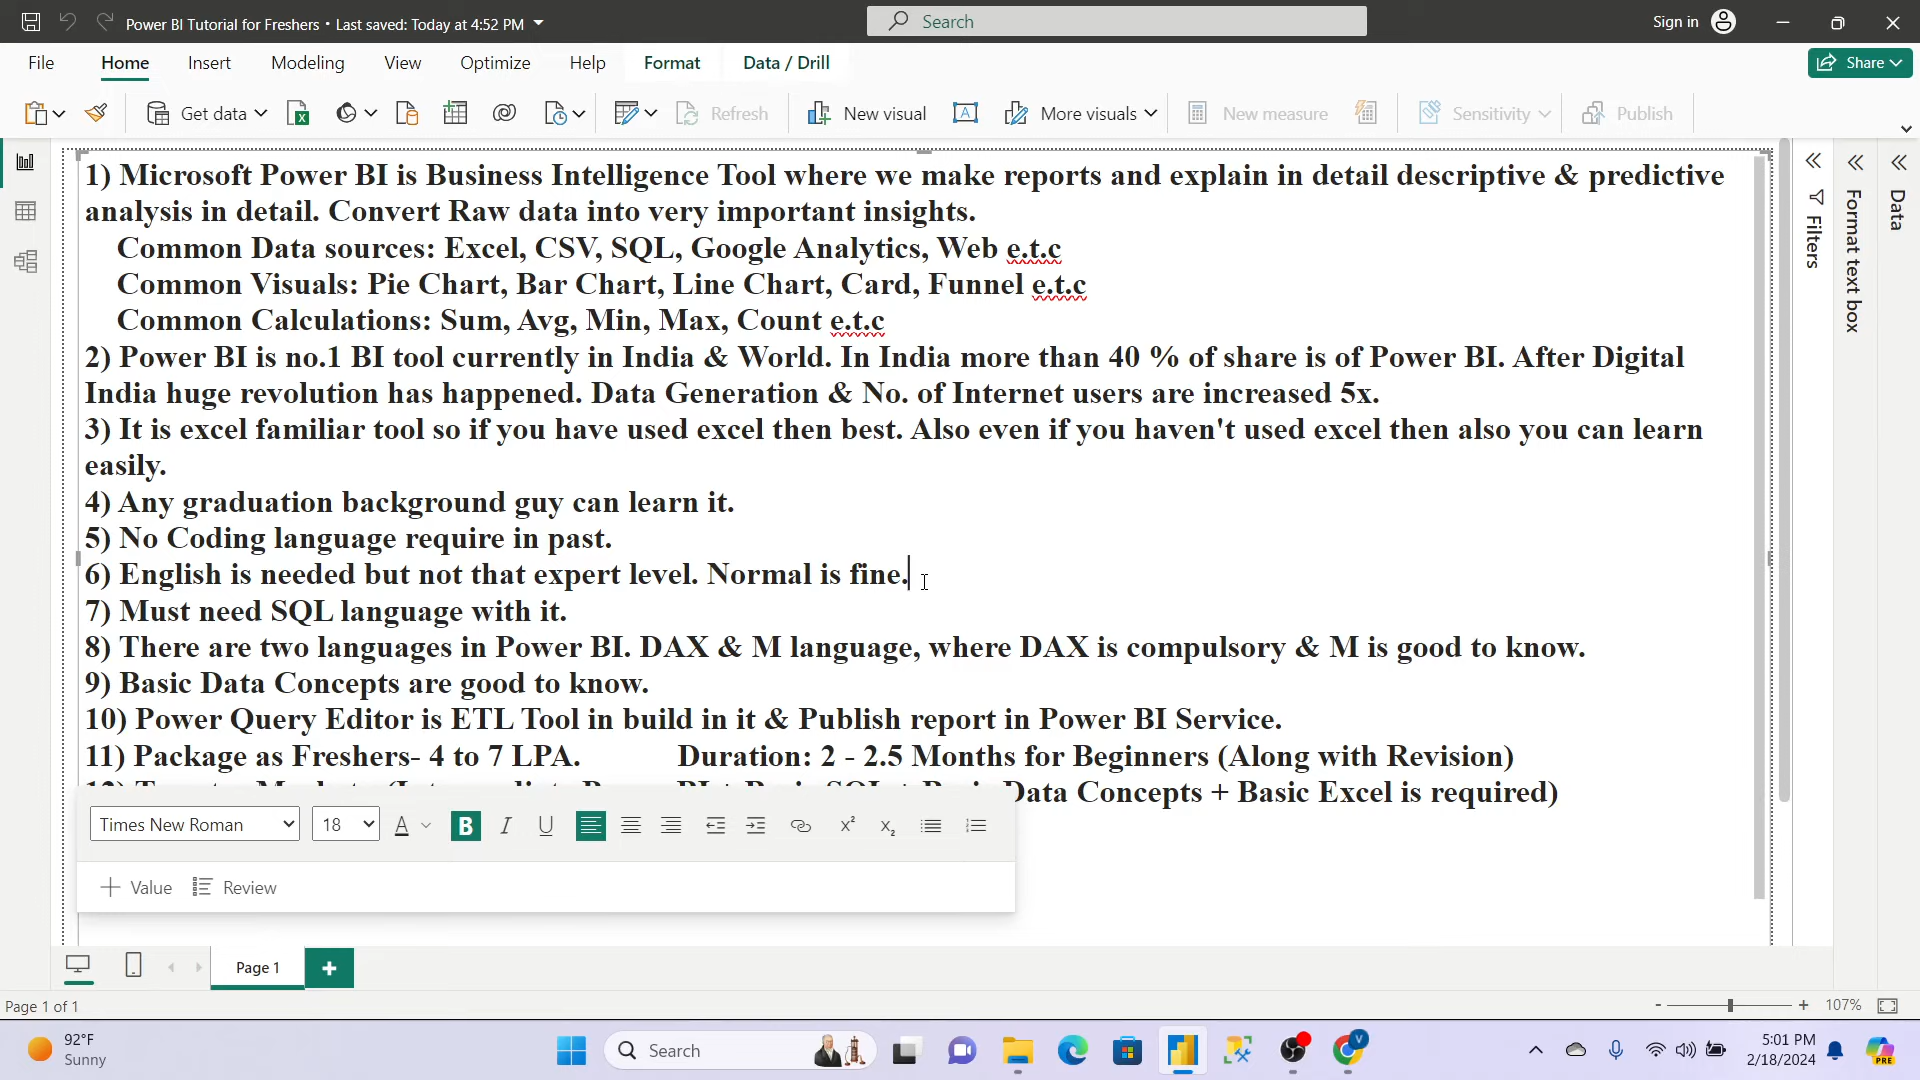 Power BI Tutorial for Freshers • Last saved: Today at 4:52 PM
Search
Sign in
File Home Insert Modeling View Optimize Help Format Data / Drill
Share
Get data
Refresh
New visual
More visuals
New measure
Sensitivity
Publish
1) Microsoft Power BI is Business Intelligence Tool where we make reports and explain in detail descriptive & predictive
analysis in detail. Convert Raw data into very important insights.
Common Data sources: Excel, CSV, SQL, Google Analytics, Web e.t.c
Common Visuals: Pie Chart, Bar Chart, Line Chart, Card, Funnel e.t.c
Common Calculations: Sum, Avg, Min, Max, Count e.t.c
2) Power BI is no.1 BI tool currently in India & World. In India more than 40 % of share is of Power BI. After Digital
India huge revolution has happened. Data Generation & No. of Internet users are increased 5x.
3) It is excel familiar tool so if you have used excel then best. Also even if you haven't used excel then also you can learn
easily.
4) Any graduation background guy can learn it.
5) No Coding language require in past.
6) English is needed but not that expert level. Normal is fine.
7) Must need SQL language with it.
8) There are two languages in Power BI. DAX & M language, where DAX is compulsory & M is good to know.
9) Basic Data Concepts are good to know.
10) Power Query Editor is ETL Tool in build in it & Publish report in Power BI Service.
11) Package as Freshers- 4 to 7 LPA. Duration: 2 - 2.5 Months for Beginners (Along with Revision)
Data Concepts + Basic Excel is required)
Filters
Format text box
Data
Times New Roman 18 A B I U x² x₂
Value Review
Page 1
Page 1 of 1
- + 107%
92°F
Sunny
Search
V
PRE
5:01 PM
2/18/2024